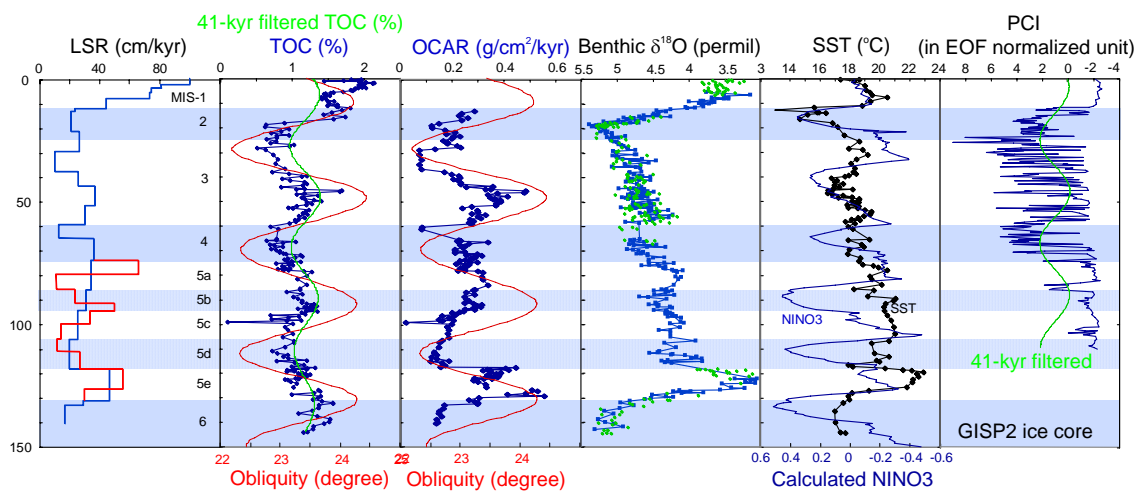 41-kyr filtered TOC (%)
PCI
LSR (cm/kyr)
TOC (%)
OCAR (g/cm²/kyr)
Benthic δ¹⁸O (permil)
SST (°C)
(in EOF normalized unit)
0 40 80
0 1 2
0 0.2 0.4 0.6
5.5 5 4.5 4 3.5 3
14 16 18 20 22 24
8 6 4 2 0 -2 -4
0
MIS-1
2
3
50
4
5a
5b
5c
100
5d
5e
6
150
NINO3
SST
41-kyr filtered
GISP2 ice core
22 23 24
22 23 24
0.6 0.4 0.2 0 -0.2 -0.4 -0.6
Obliquity (degree)
Obliquity (degree)
Calculated NINO3